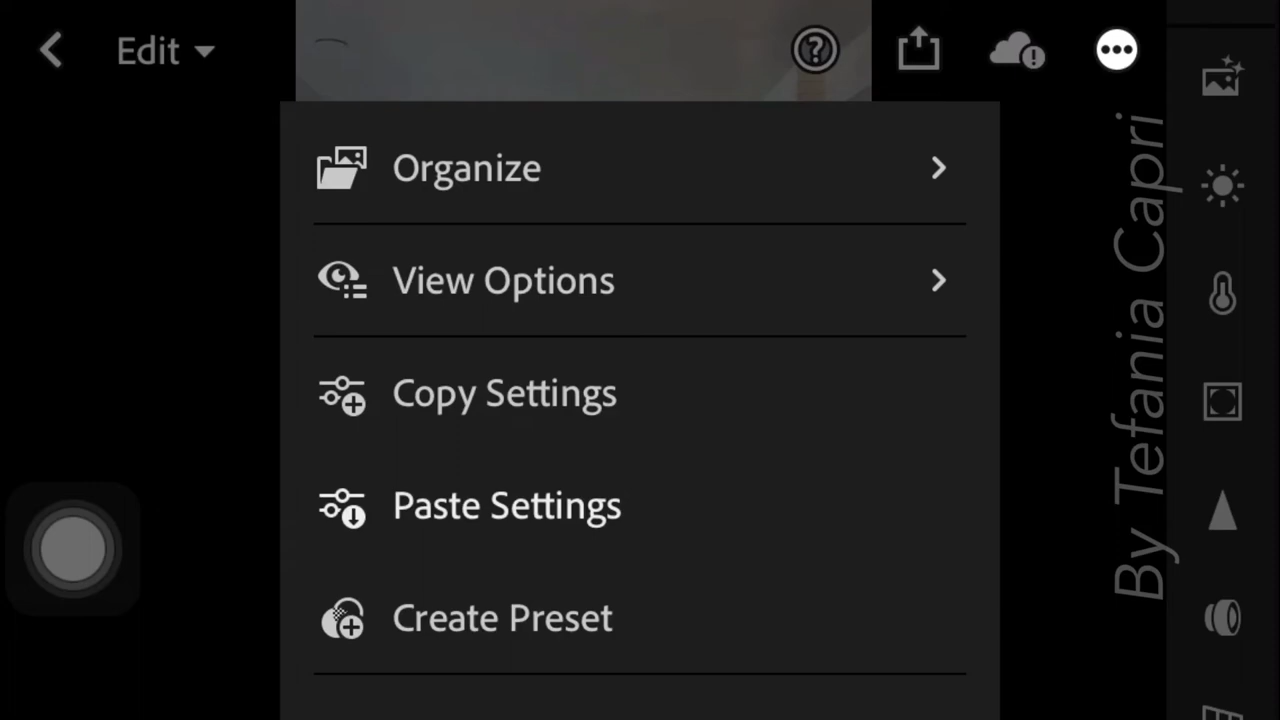 Edit
Organize
View Options
Copy Settings
Paste Settings
Create Preset
By Tefania Capri